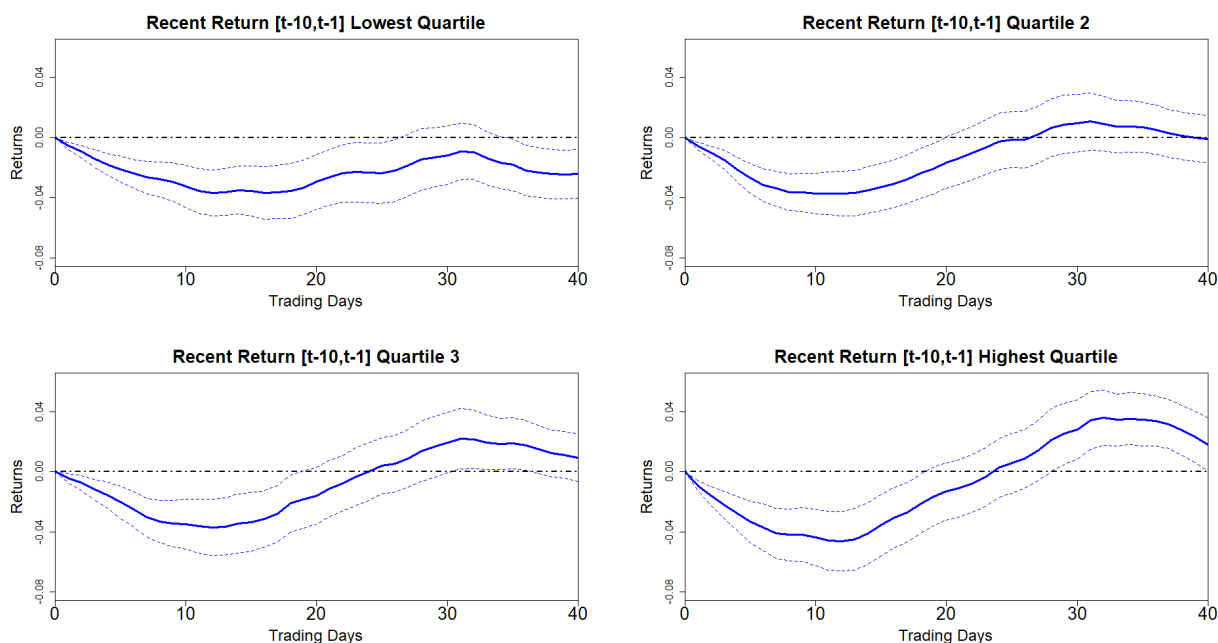 Recent Return [t-10,t-1] Lowest Quartile
Returns
0.04
0.00
-0.04
-0.08
0 10 20 30 40
Trading Days
Recent Return [t-10,t-1] Quartile 2
Returns
0.04
0.00
-0.04
-0.08
0 10 20 30 40
Trading Days
Recent Return [t-10,t-1] Quartile 3
Returns
0.04
0.00
-0.04
-0.08
0 10 20 30 40
Trading Days
Recent Return [t-10,t-1] Highest Quartile
Returns
0.04
0.00
-0.04
-0.08
0 10 20 30 40
Trading Days